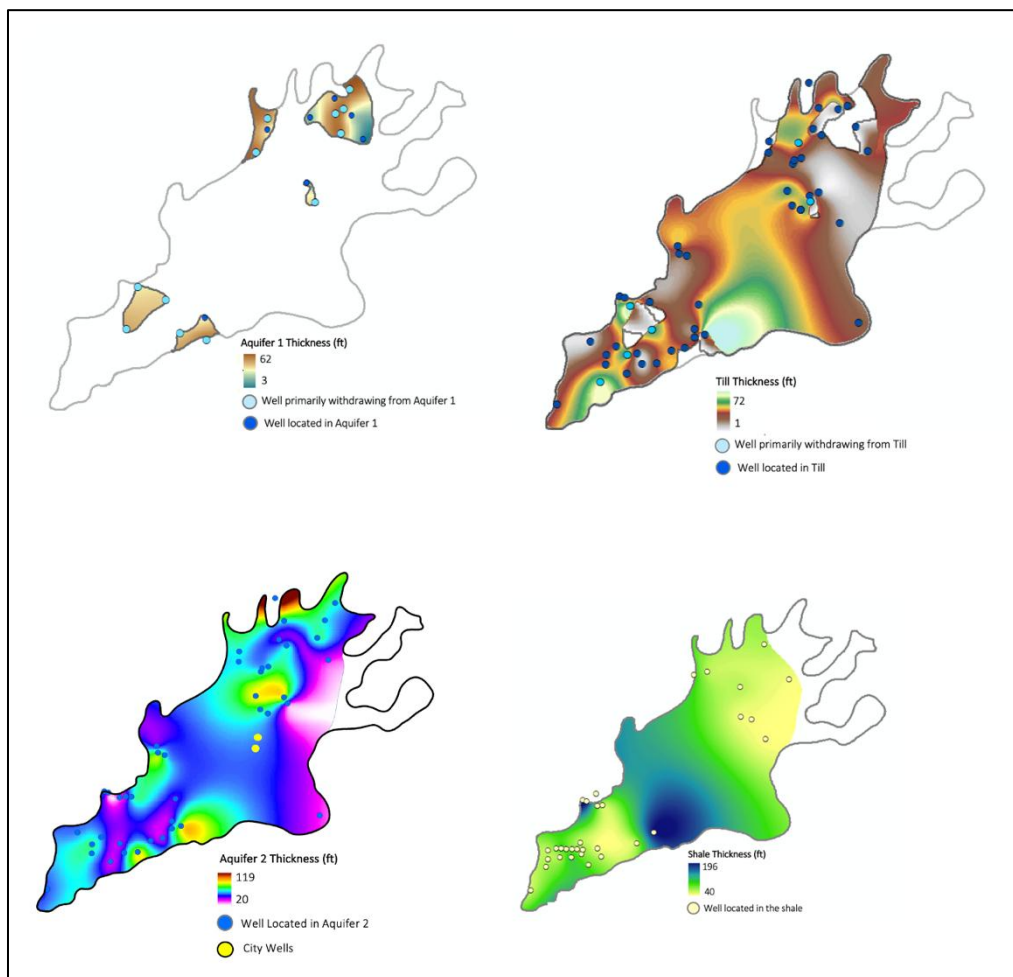 Aquifer 1 Thickness (ft)
62
3
Well primarily withdrawing from Aquifer 1
Well located in Aquifer 1
Till Thickness (ft)
72
1
Well primarily withdrawing from Till
Well located in Till
Aquifer 2 Thickness (ft)
119
20
Well Located in Aquifer 2
City Wells
Shale Thickness (ft)
196
40
Well located in the shale